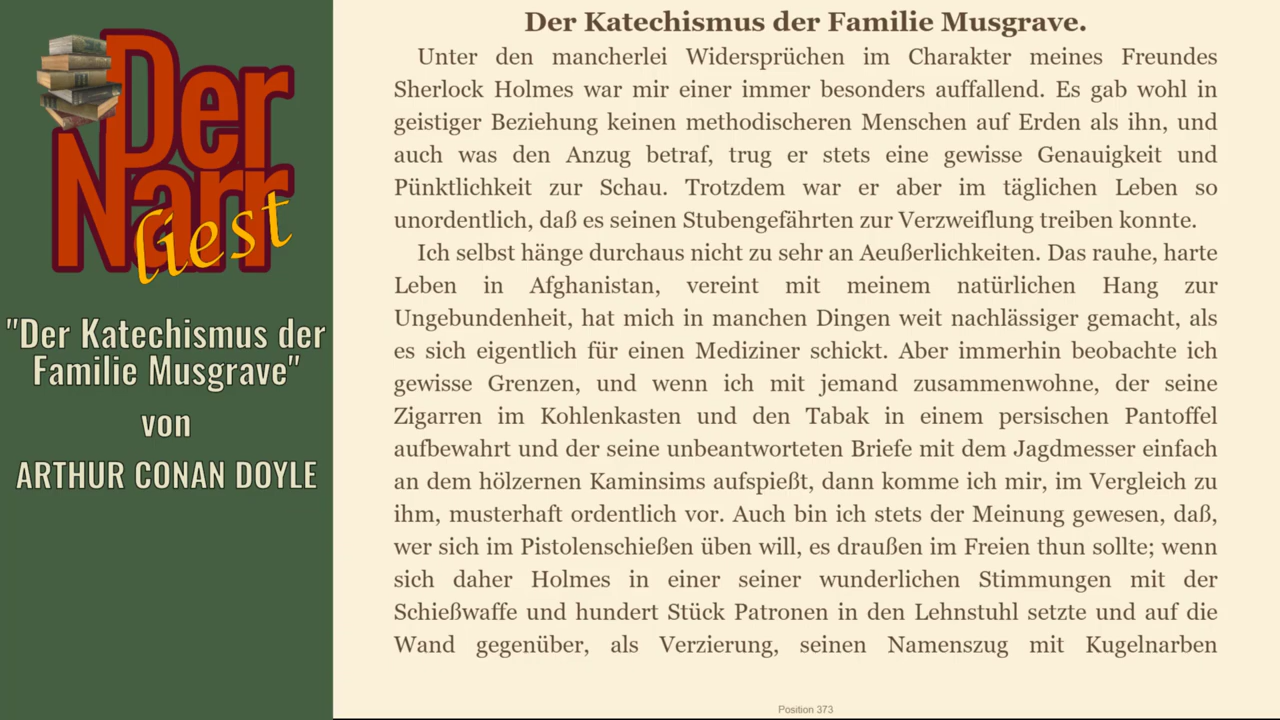 Der
Narr
liest
"Der Katechismus der
Familie Musgrave"
von
ARTHUR CONAN DOYLE
Der Katechismus der Familie Musgrave.
Unter den mancherlei Widersprüchen im Charakter meines Freundes
Sherlock Holmes war mir einer immer besonders auffallend. Es gab wohl in
geistiger Beziehung keinen methodischeren Menschen auf Erden als ihn, und
auch was den Anzug betraf, trug er stets eine gewisse Genauigkeit und
Pünktlichkeit zur Schau. Trotzdem war er aber im täglichen Leben so
unordentlich, daß es seinen Stubengefährten zur Verzweiflung treiben konnte.
Ich selbst hänge durchaus nicht zu sehr an Aeußerlichkeiten. Das rauhe, harte
Leben in Afghanistan, vereint mit meinem natürlichen Hang zur
Ungebundenheit, hat mich in manchen Dingen weit nachlässiger gemacht, als
es sich eigentlich für einen Mediziner schickt. Aber immerhin beobachte ich
gewisse Grenzen, und wenn ich mit jemand zusammenwohne, der seine
Zigarren im Kohlenkasten und den Tabak in einem persischen Pantoffel
aufbewahrt und der seine unbeantworteten Briefe mit dem Jagdmesser einfach
an dem hölzernen Kaminsims aufspießt, dann komme ich mir, im Vergleich zu
ihm, musterhaft ordentlich vor. Auch bin ich stets der Meinung gewesen, daß,
wer sich im Pistolenschießen üben will, es draußen im Freien thun sollte; wenn
sich daher Holmes in einer seiner wunderlichen Stimmungen mit der
Schießwaffe und hundert Stück Patronen in den Lehnstuhl setzte und auf die
Wand gegenüber, als Verzierung, seinen Namenszug mit Kugelnarben
Position 373